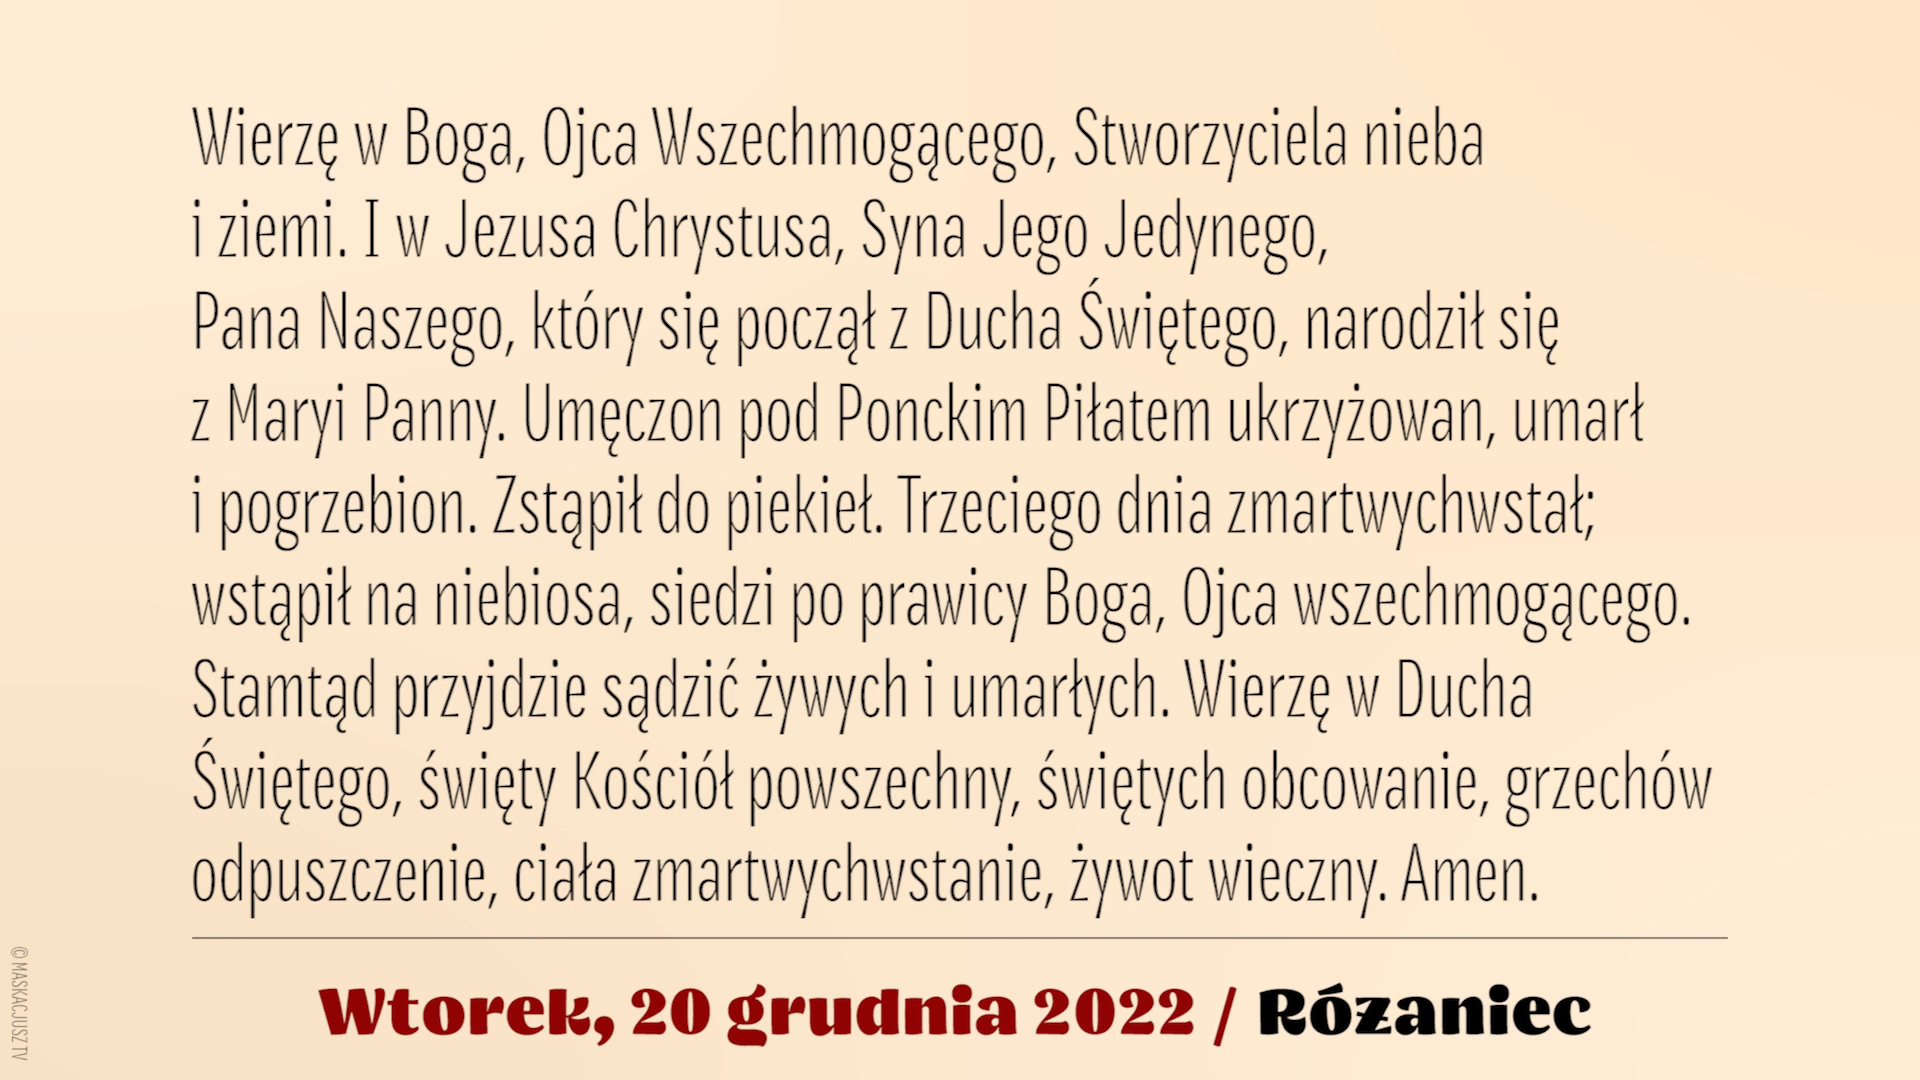 Wierzę w Boga, Ojca Wszechmogącego, Stworzyciela nieba
i ziemi. I w Jezusa Chrystusa, Syna Jego Jedynego,
Pana Naszego, który się począł z Ducha Świętego, narodził się
z Maryi Panny. Umęczon pod Ponckim Piłatem ukrzyżowan, umarł
i pogrzebion. Zstąpił do piekieł. Trzeciego dnia zmartwychwstał;
wstąpił na niebiosa, siedzi po prawicy Boga, Ojca wszechmogącego.
Stamtąd przyjdzie sądzić żywych i umarłych. Wierzę w Ducha
Świętego, święty Kościół powszechny, świętych obcowanie, grzechów
odpuszczenie, ciała zmartwychwstanie, żywot wieczny. Amen.
Wtorek, 20 grudnia 2022 / Różaniec
© MASKACJUSZ TV